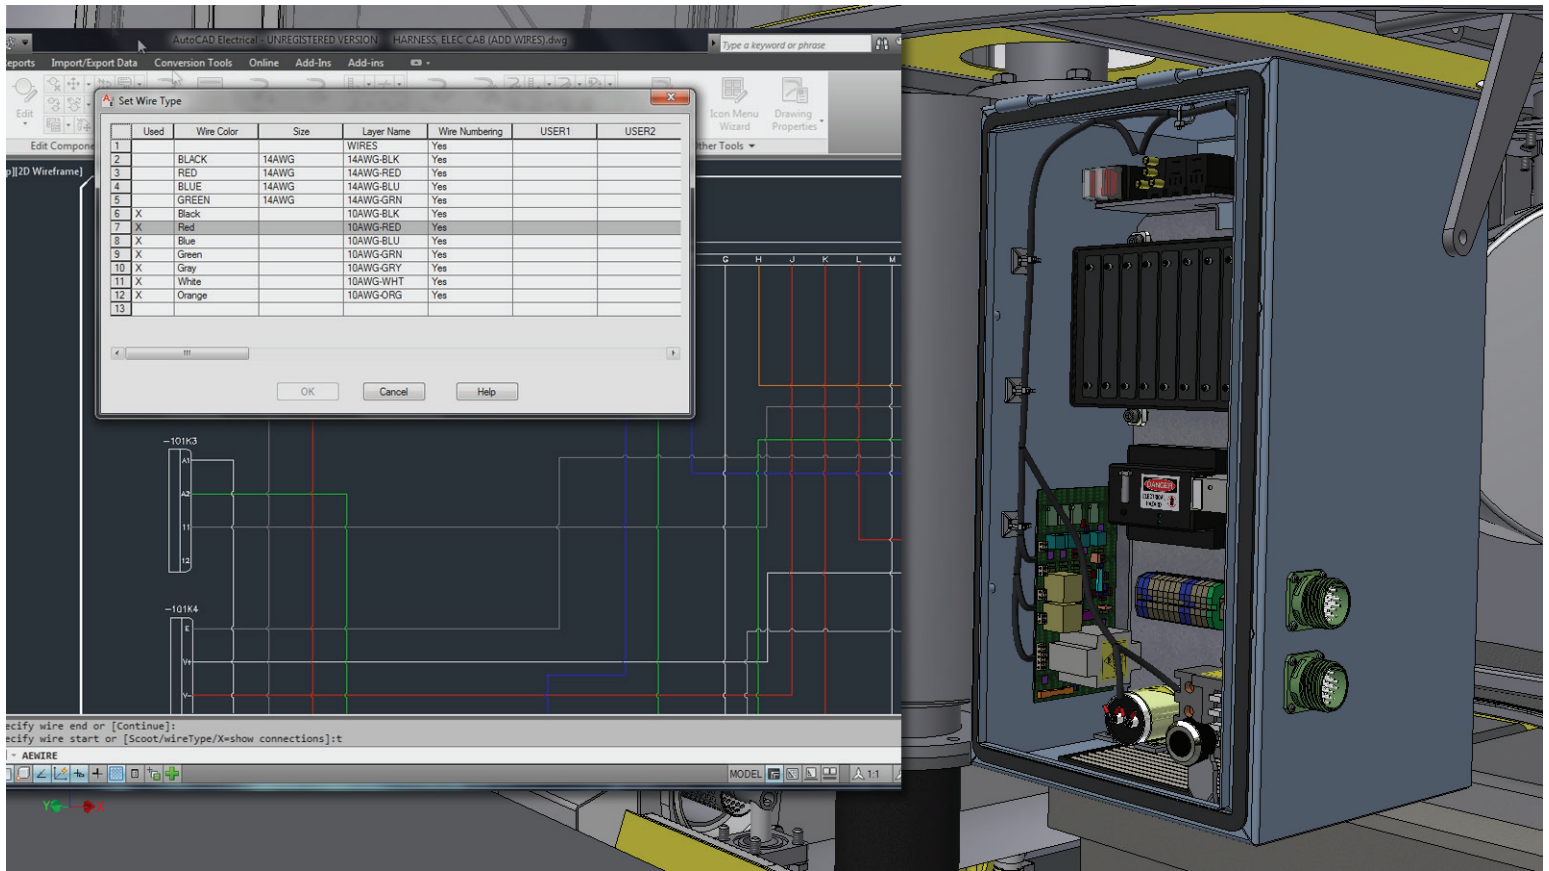 AutoCAD Electrical - UNREGISTERED VERSION HARNESS, ELEC CAB (ADD WIRES).dwg
Type a keyword or phrase
Reports Import/Export Data Conversion Tools Online Add-Ins Add-ins
Edit
Icon Menu Wizard
Drawing Properties
Edit Compone
ther Tools
Set Wire Type
Used Wire Color Size Layer Name Wire Numbering USER1 USER2
1 WIRES Yes
2 BLACK 14AWG 14AWG-BLK Yes
3 RED 14AWG 14AWG-RED Yes
4 BLUE 14AWG 14AWG-BLU Yes
5 GREEN 14AWG 14AWG-GRN Yes
6 X Black 10AWG-BLK Yes
7 X Red 10AWG-RED Yes
8 X Blue 10AWG-BLU Yes
9 X Green 10AWG-GRN Yes
10 X Gray 10AWG-GRY Yes
11 X White 10AWG-WHT Yes
12 X Orange 10AWG-ORG Yes
13
OK Cancel Help
p][2D Wireframe]
G H J K L M
-101K3
A1
A2
11
12
-101K4
E
V+
V-
ecify wire end or [Continue]:
ecify wire start or [Scoot/wireType/X=show connections]:t
- AEWIRE
MODEL 1:1
Y X
DANGER
ELECTRICAL
HAZARD